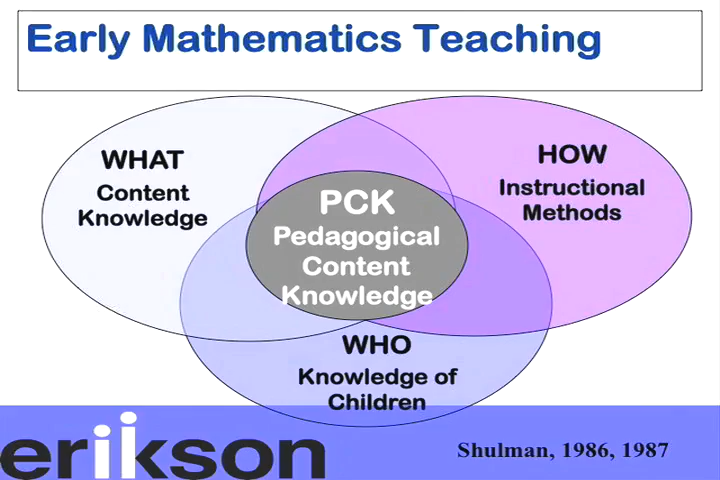 Early Mathematics Teaching
WHAT
Content
Knowledge
HOW
Instructional
Methods
PCK
Pedagogical
Content
Knowledge
WHO
Knowledge of
Children
erikson
Shulman, 1986, 1987